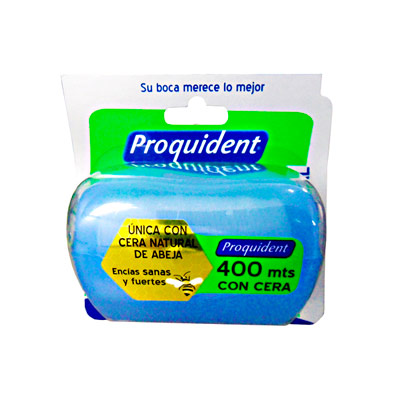 Su boca merece lo mejor
Proquident
Proquident
ÚNICA CON
CERA NATURAL
DE ABEJA
Encías sanas
y fuertes
Proquident
400 mts
CON CERA